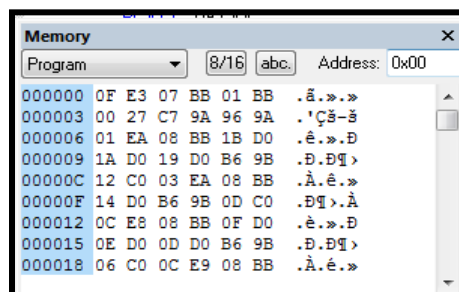 Memory
Program 8/16 abc. Address: 0x00
000000 0F E3 07 BB 01 BB .ã.».»
000003 00 27 C7 9A 96 9A .'Çš–š
000006 01 EA 08 BB 1B D0 .ê.».Ð
000009 1A D0 19 D0 B6 9B .Ð.Ð¶›
00000C 12 C0 03 EA 08 BB .À.ê.»
00000F 14 D0 B6 9B 0D C0 .Ð¶›.À
000012 0C E8 08 BB 0F D0 .è.».Ð
000015 0E D0 0D D0 B6 9B .Ð.Ð¶›
000018 06 C0 0C E9 08 BB .À.é.»